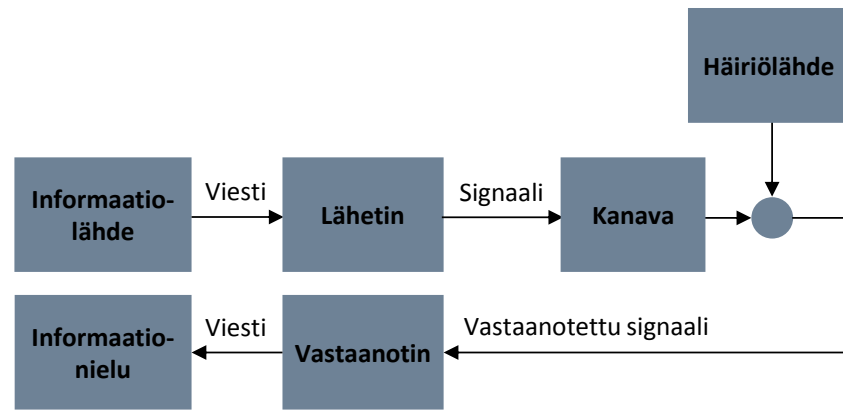 Häiriölähde
Informaatio-
lähde
Viesti
Lähetin
Signaali
Kanava
Informaatio-
nielu
Viesti
Vastaanotin
Vastaanotettu signaali